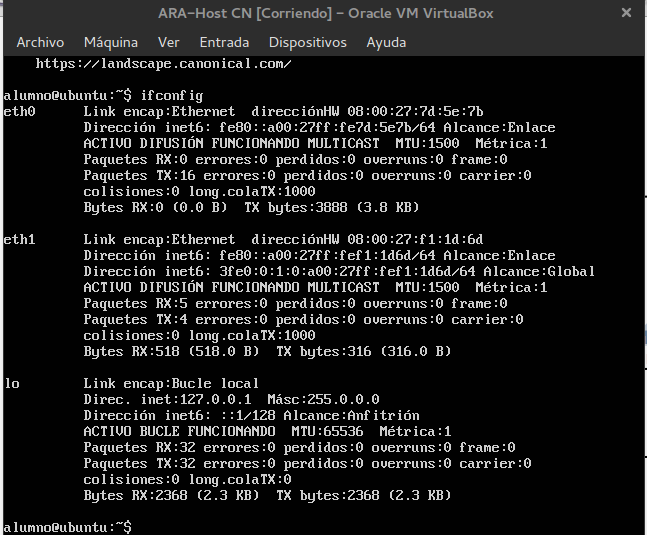 ARA-Host CN [Corriendo] - Oracle VM VirtualBox
Archivo Máquina Ver Entrada Dispositivos Ayuda
https://landscape.canonical.com/
alumno@ubuntu:~$ ifconfig
eth0 Link encap:Ethernet direcciónHW 08:00:27:7d:5e:7b
Dirección inet6: fe80::a00:27ff:fe7d:5e7b/64 Alcance:Enlace
ACTIVO DIFUSIÓN FUNCIONANDO MULTICAST MTU:1500 Métrica:1
Paquetes RX:0 errores:0 perdidos:0 overruns:0 frame:0
Paquetes TX:16 errores:0 perdidos:0 overruns:0 carrier:0
colisiones:0 long.colaTX:1000
Bytes RX:0 (0.0 B) TX bytes:3888 (3.8 KB)
eth1 Link encap:Ethernet direcciónHW 08:00:27:f1:1d:6d
Dirección inet6: fe80::a00:27ff:fef1:1d6d/64 Alcance:Enlace
Dirección inet6: 3fe0:0:1:0:a00:27ff:fef1:1d6d/64 Alcance:Global
ACTIVO DIFUSIÓN FUNCIONANDO MULTICAST MTU:1500 Métrica:1
Paquetes RX:5 errores:0 perdidos:0 overruns:0 frame:0
Paquetes TX:4 errores:0 perdidos:0 overruns:0 carrier:0
colisiones:0 long.colaTX:1000
Bytes RX:518 (518.0 B) TX bytes:316 (316.0 B)
lo Link encap:Bucle local
Direc. inet:127.0.0.1 Másc:255.0.0.0
Dirección inet6: ::1/128 Alcance:Anfitrión
ACTIVO BUCLE FUNCIONANDO MTU:65536 Métrica:1
Paquetes RX:32 errores:0 perdidos:0 overruns:0 frame:0
Paquetes TX:32 errores:0 perdidos:0 overruns:0 carrier:0
colisiones:0 long.colaTX:0
Bytes RX:2368 (2.3 KB) TX bytes:2368 (2.3 KB)
alumno@ubuntu:~$